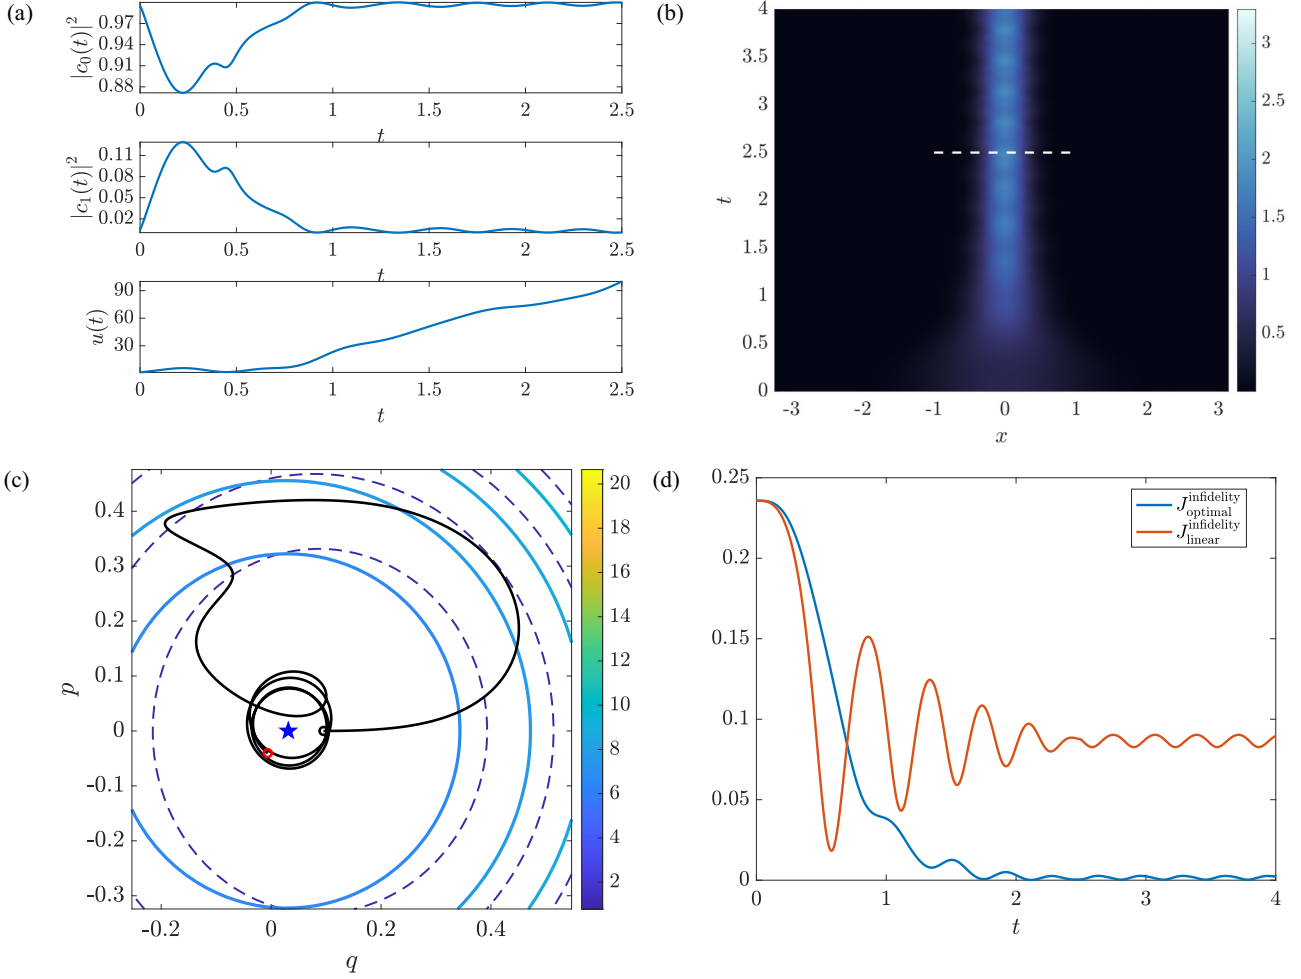 (a)
|c₀(t)|²
0.97
0.94
0.91
0.88
0 0.5 1 1.5 2 2.5
t
|c₁(t)|²
0.11
0.08
0.05
0.02
0 0.5 1 1.5 2 2.5
t
u(t)
90
60
30
0 0.5 1 1.5 2 2.5
t
(b)
t
4
3.5
3
2.5
2
1.5
1
0.5
0
-3 -2 -1 0 1 2 3
x
3
2.5
2
1.5
1
0.5
(c)
p
0.4
0.3
0.2
0.1
0
-0.1
-0.2
-0.3
-0.2 0 0.2 0.4
q
20
18
16
14
12
10
8
6
4
2
(d)
0.25
0.2
0.15
0.1
0.05
0
0 1 2 3 4
t
J^infidelity_optimal
J^infidelity_linear